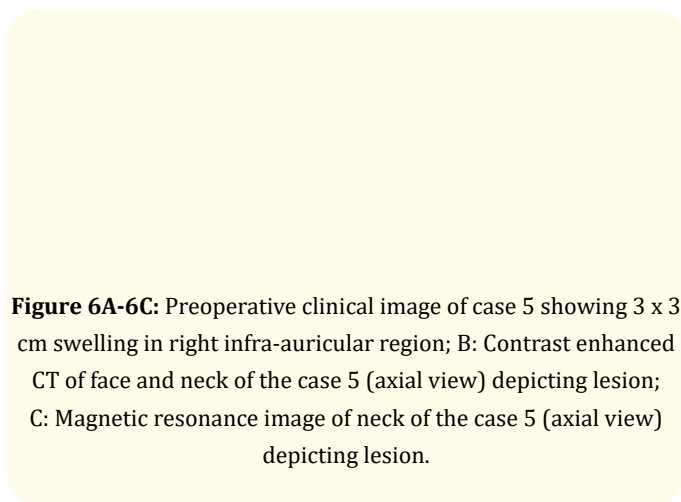 Figure 6A-6C: Preoperative clinical image of case 5 showing 3 x 3
cm swelling in right infra-auricular region; B: Contrast enhanced
CT of face and neck of the case 5 (axial view) depicting lesion;
C: Magnetic resonance image of neck of the case 5 (axial view)
depicting lesion.